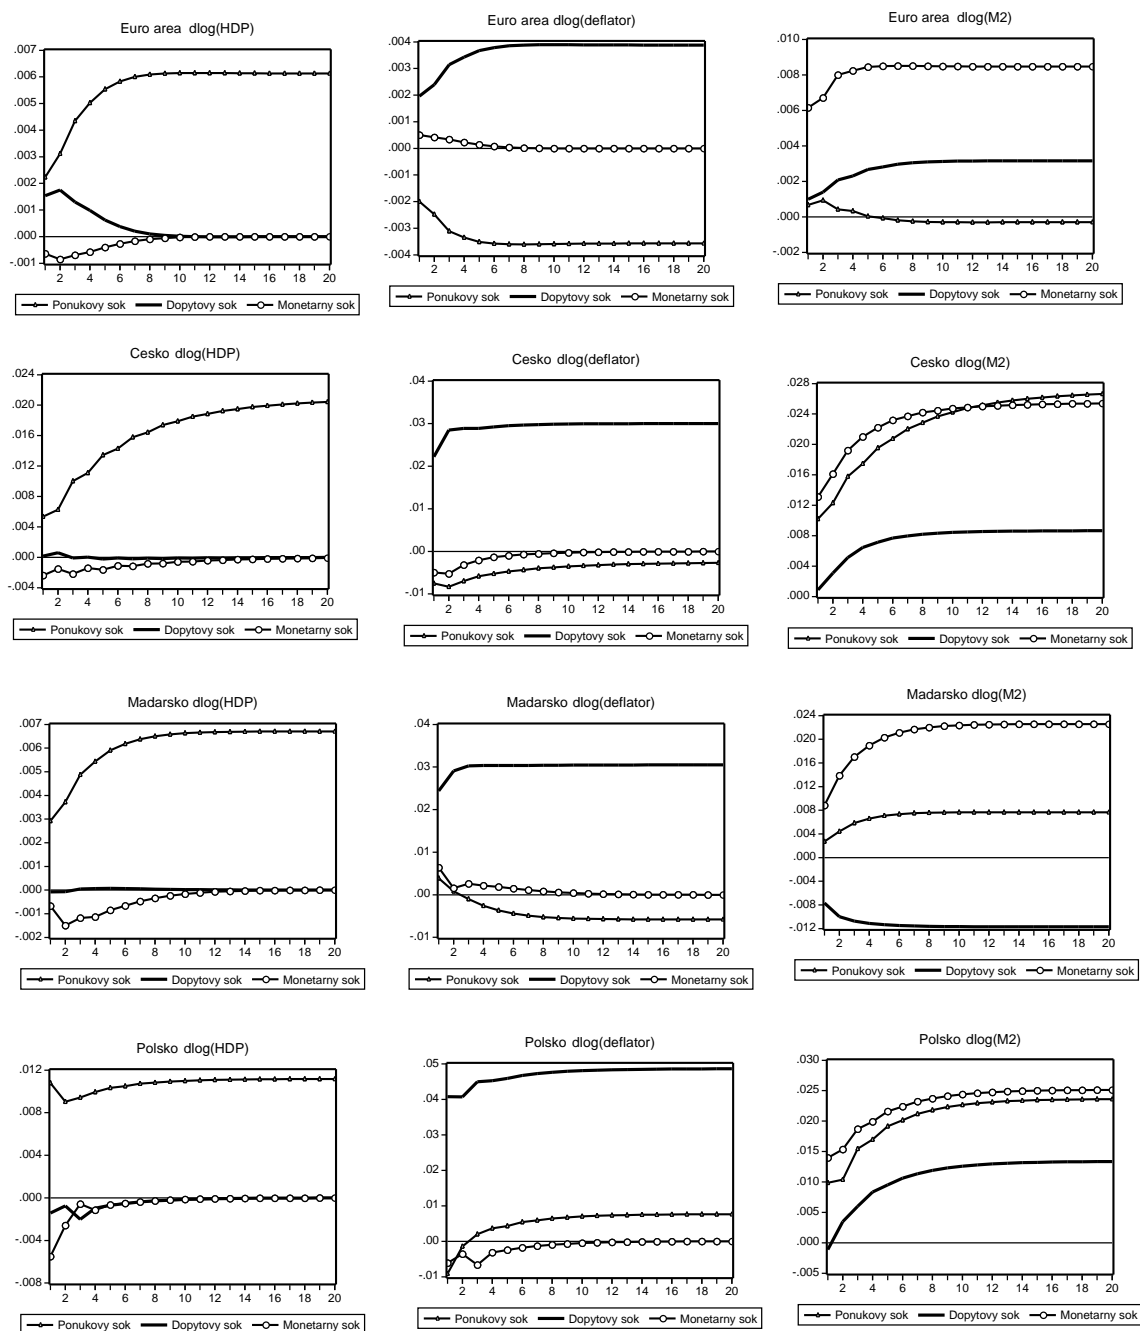 Euro area dlog(HDP)
.007
.006
.005
.004
.003
.002
.001
.000
-.001
2 4 6 8 10 12 14 16 18 20
Ponukovy sok Dopytovy sok Monetarny sok
Euro area dlog(deflator)
.004
.003
.002
.001
.000
-.001
-.002
-.003
-.004
2 4 6 8 10 12 14 16 18 20
Ponukovy sok Dopytovy sok Monetarny sok
Euro area dlog(M2)
.010
.008
.006
.004
.002
.000
-.002
2 4 6 8 10 12 14 16 18 20
Ponukovy sok Dopytovy sok Monetarny sok
Cesko dlog(HDP)
.024
.020
.016
.012
.008
.004
.000
-.004
2 4 6 8 10 12 14 16 18 20
Ponukovy sok Dopytovy sok Monetarny sok
Cesko dlog(deflator)
.04
.03
.02
.01
.00
-.01
2 4 6 8 10 12 14 16 18 20
Ponukovy sok Dopytovy sok Monetarny sok
Cesko dlog(M2)
.028
.024
.020
.016
.012
.008
.004
.000
2 4 6 8 10 12 14 16 18 20
Ponukovy sok Dopytovy sok Monetarny sok
Madarsko dlog(HDP)
.007
.006
.005
.004
.003
.002
.001
.000
-.001
-.002
2 4 6 8 10 12 14 16 18 20
Ponukovy sok Dopytovy sok Monetarny sok
Madarsko dlog(deflator)
.04
.03
.02
.01
.00
-.01
2 4 6 8 10 12 14 16 18 20
Ponukovy sok Dopytovy sok Monetarny sok
Madarsko dlog(M2)
.024
.020
.016
.012
.008
.004
.000
-.004
-.008
-.012
2 4 6 8 10 12 14 16 18 20
Ponukovy sok Dopytovy sok Monetarny sok
Polsko dlog(HDP)
.012
.008
.004
.000
-.004
-.008
2 4 6 8 10 12 14 16 18 20
Ponukovy sok Dopytovy sok Monetarny sok
Polsko dlog(deflator)
.05
.04
.03
.02
.01
.00
-.01
2 4 6 8 10 12 14 16 18 20
Ponukovy sok Dopytovy sok Monetarny sok
Polsko dlog(M2)
.030
.025
.020
.015
.010
.005
.000
-.005
2 4 6 8 10 12 14 16 18 20
Ponukovy sok Dopytovy sok Monetarny sok